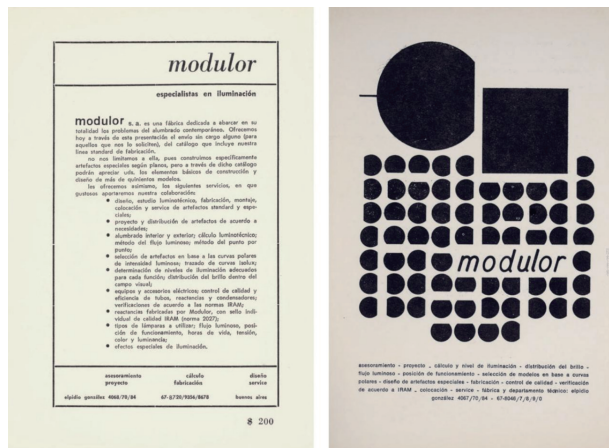 modulor
especialistas en iluminación
modulor s. a. es una fábrica dedicada a abarcar en su
totalidad los problemas del alumbrado contemporáneo. Ofrecemos
hoy a través de esta presentación el envío sin cargo alguno (para
aquellos que nos lo soliciten), del catálogo que incluye nuestra
línea standard de fabricación.
no nos limitamos a ella, pues construimos específicamente
artefactos especiales según planos, pero a través de dicho catálogo
podrán apreciar uds. los elementos básicos de construcción y
diseño de más de quinientos modelos.
les ofrecemos asimismo, los siguientes servicios, en que
gustosos aportaremos nuestra colaboración:
● diseño, estudio luminotécnico, fabricación, montaje,
colocación y service de artefactos standard y espe-
ciales;
● proyecto y distribución de artefactos de acuerdo a
necesidades;
● alumbrado interior y exterior; cálculo luminotécnico;
método del flujo luminoso; método del punto por
punto;
● selección de artefactos en base a las curvas polares
de intensidad luminosa; trazado de curvas isolux;
● determinación de niveles de iluminación adecuados
para cada función; distribución del brillo dentro del
campo visual;
● equipos y accesorios eléctricos; control de calidad y
eficiencia de tubos, reactancias y condensadores;
verificaciones de acuerdo a las normas IRAM;
● reactancias fabricadas por Modulor, con sello indi-
vidual de calidad IRAM (norma 2027);
● tipos de lámparas a utilizar; flujo luminoso, posi-
ción de funcionamiento, horas de vida, tensión,
color y luminancia;
● efectos especiales de iluminación.
asesoramiento cálculo diseño
proyecto fabricación service
elpidio gonzález 4068/70/84 buenos aires
$ 200
modulor
asesoramiento - proyecto - cálculo y nivel de iluminación - distribución del brillo -
flujo luminoso - posición de funcionamiento - selección de modelos en base a curvas
polares - diseño de artefactos especiales - fabricación - control de calidad - verificación
de acuerdo a IRAM - colocación - service - fábrica y departamento técnico: elpidio
gonzález 4067/70/84 - 67-8046/7/8/9/0